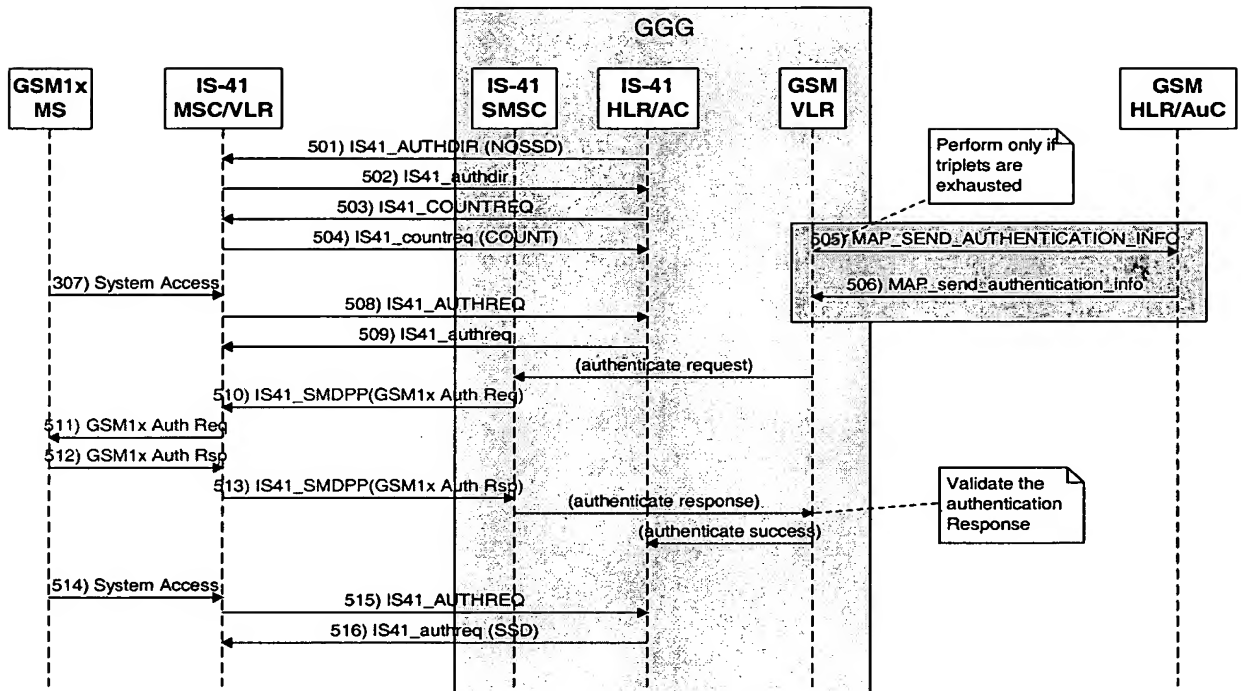 GGG
GSM1x
MS
IS-41
MSC/VLR
IS-41
SMSC
IS-41
HLR/AC
GSM
VLR
GSM
HLR/AuC
501) IS41_AUTHDIR (NOSSD)
Perform only if
triplets are
exhausted
502) IS41_authdir
503) IS41_COUNTREQ
504) IS41_countreq (COUNT)
505) MAP_SEND_AUTHENTICATION_INFO
307) System Access
506) MAP_send_authentication_info
508) IS41_AUTHREQ
509) IS41_authreq
(authenticate request)
510) IS41_SMDPP(GSM1x Auth Req)
511) GSM1x Auth Req
512) GSM1x Auth Rsp
513) IS41_SMDPP(GSM1x Auth Rsp)
(authenticate response)
Validate the
authentication
Response
(authenticate success)
514) System Access
515) IS41_AUTHREQ
516) IS41_authreq (SSD)